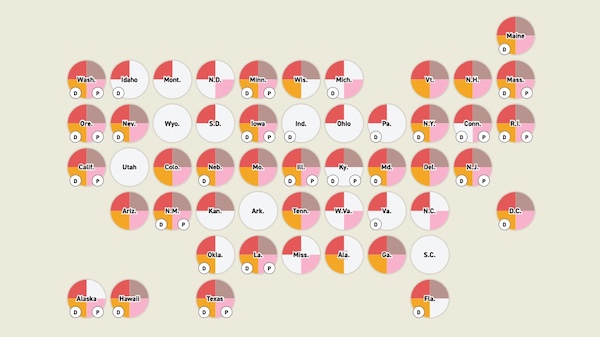 Maine
D
Wash. Idaho Mont. N.D. Minn. Wis. Mich. Vt. N.H. Mass.
D P D D P D P
Ore. Nev. Wyo. S.D. Iowa Ind. Ohio Pa. N.Y. Conn. R.I.
D P D P D P D D D P D P D P
Calif. Utah Colo. Neb. Mo. Ill. Ky. Md. Del. N.J.
D P D D P D P D D P
Ariz. N.M. Kan. Ark. Tenn. W.Va. Va. N.C. D.C.
D P D D
Okla. La. Miss. Ala. Ga. S.C.
D D P D
Alaska Hawaii Texas Fla.
D P D D P D